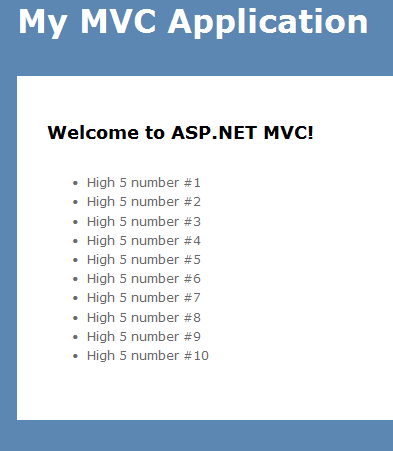 My MVC Application
Welcome to ASP.NET MVC!
• High 5 number #1
• High 5 number #2
• High 5 number #3
• High 5 number #4
• High 5 number #5
• High 5 number #6
• High 5 number #7
• High 5 number #8
• High 5 number #9
• High 5 number #10